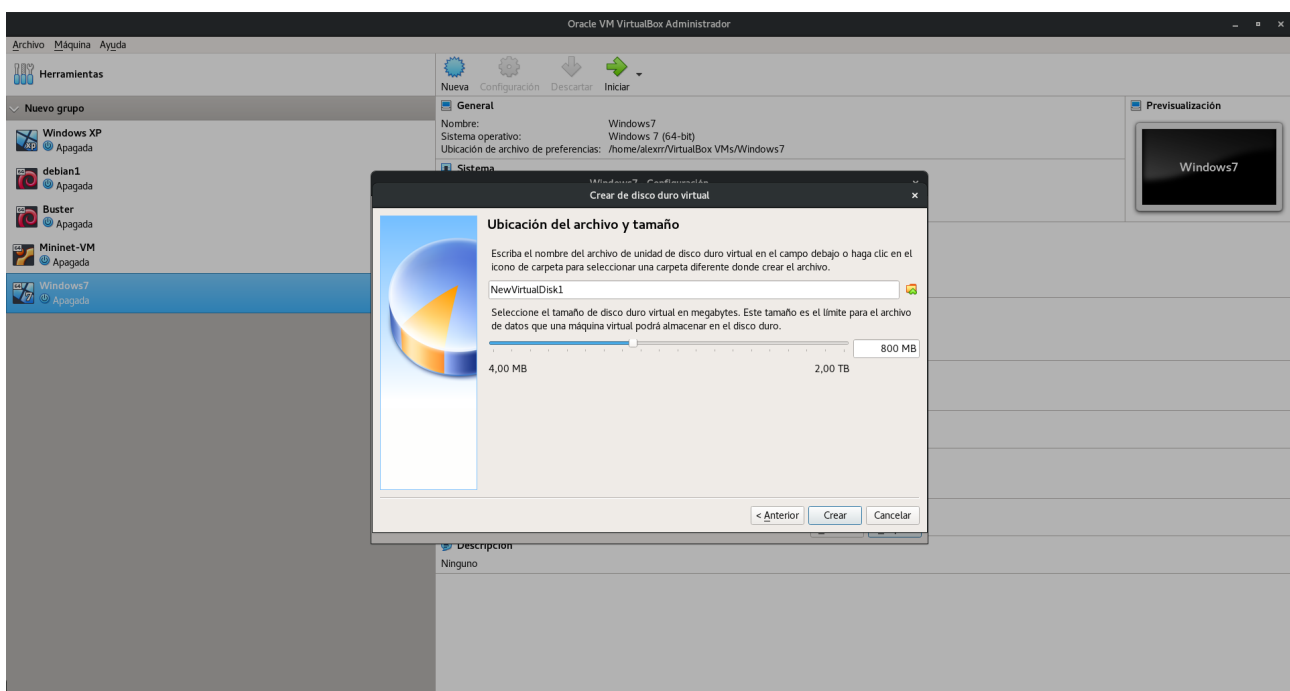 Oracle VM VirtualBox Administrador
Archivo Máquina Ayuda
Herramientas
Nuevo grupo
Windows XP
Apagada
debian1
Apagada
Buster
Apagada
Mininet-VM
Apagada
Windows7
Apagada
Nueva Configuración Descartar Iniciar
General
Nombre: Windows7
Sistema operativo: Windows 7 (64-bit)
Ubicación de archivo de preferencias: /home/alexrr/VirtualBox VMs/Windows7
Sistema
Previsualización
Windows7
Windows7 - Configuración
Crear de disco duro virtual
Ubicación del archivo y tamaño
Escriba el nombre del archivo de unidad de disco duro virtual en el campo debajo o haga clic en el
icono de carpeta para seleccionar una carpeta diferente donde crear el archivo.
NewVirtualDisk1
Seleccione el tamaño de disco duro virtual en megabytes. Este tamaño es el límite para el archivo
de datos que una máquina virtual podrá almacenar en el disco duro.
800 MB
4,00 MB 2,00 TB
< Anterior Crear Cancelar
Descripción
Ninguno